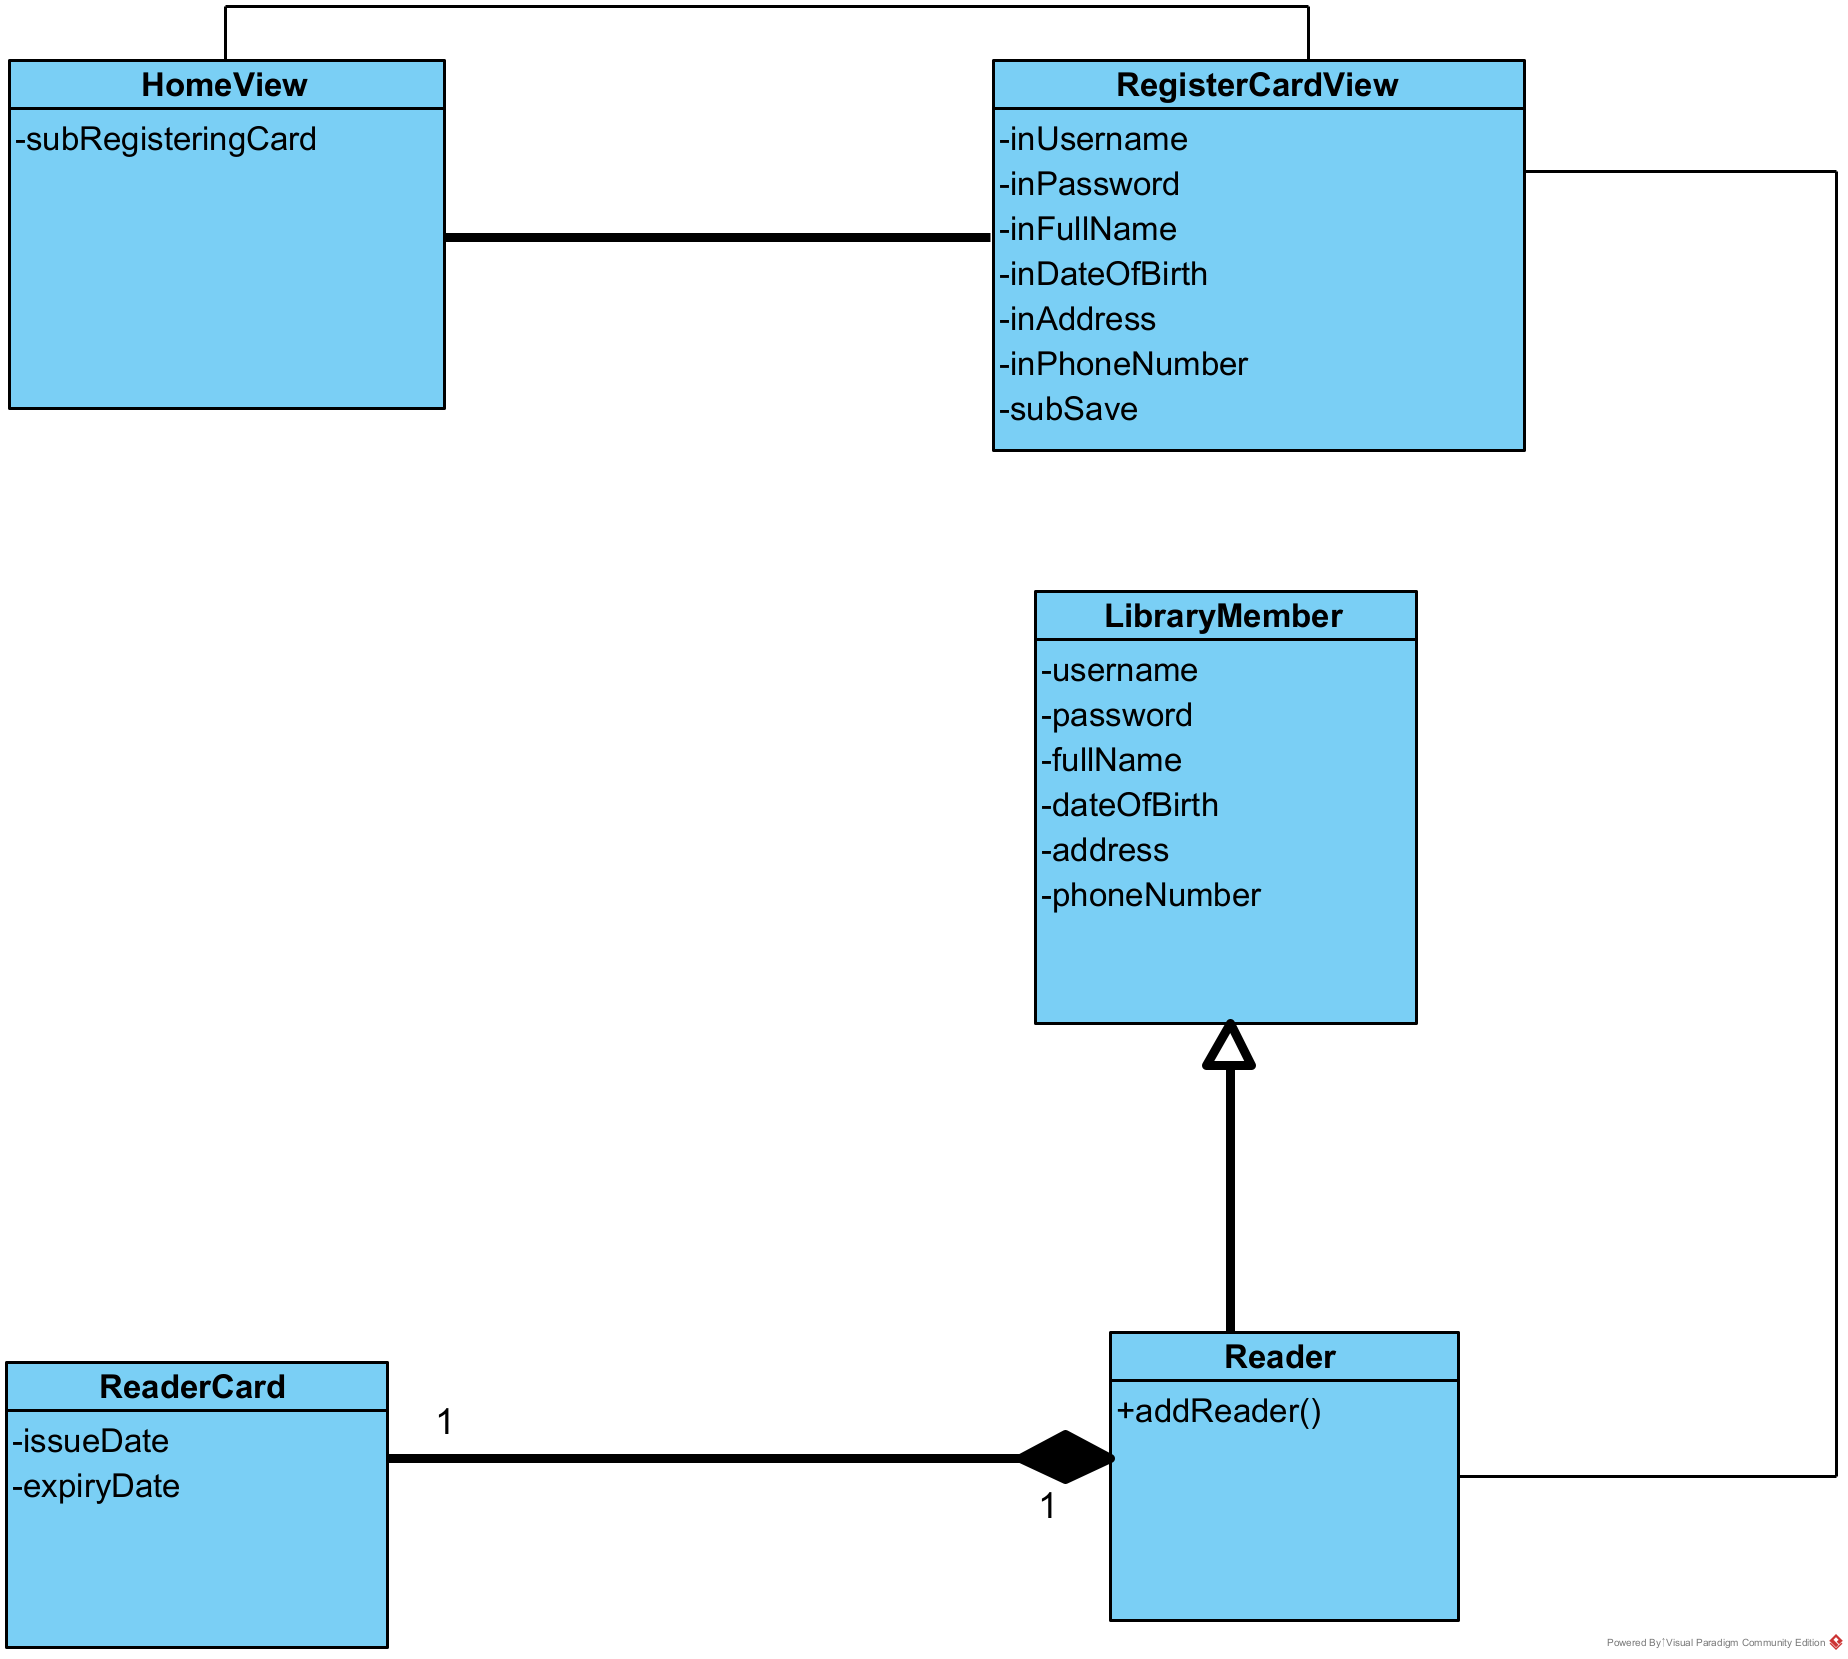 HomeView
-subRegisteringCard
RegisterCardView
-inUsername
-inPassword
-inFullName
-inDateOfBirth
-inAddress
-inPhoneNumber
-subSave
LibraryMember
-username
-password
-fullName
-dateOfBirth
-address
-phoneNumber
ReaderCard
-issueDate
-expiryDate
1
1
Reader
+addReader()
Powered By Visual Paradigm Community Edition